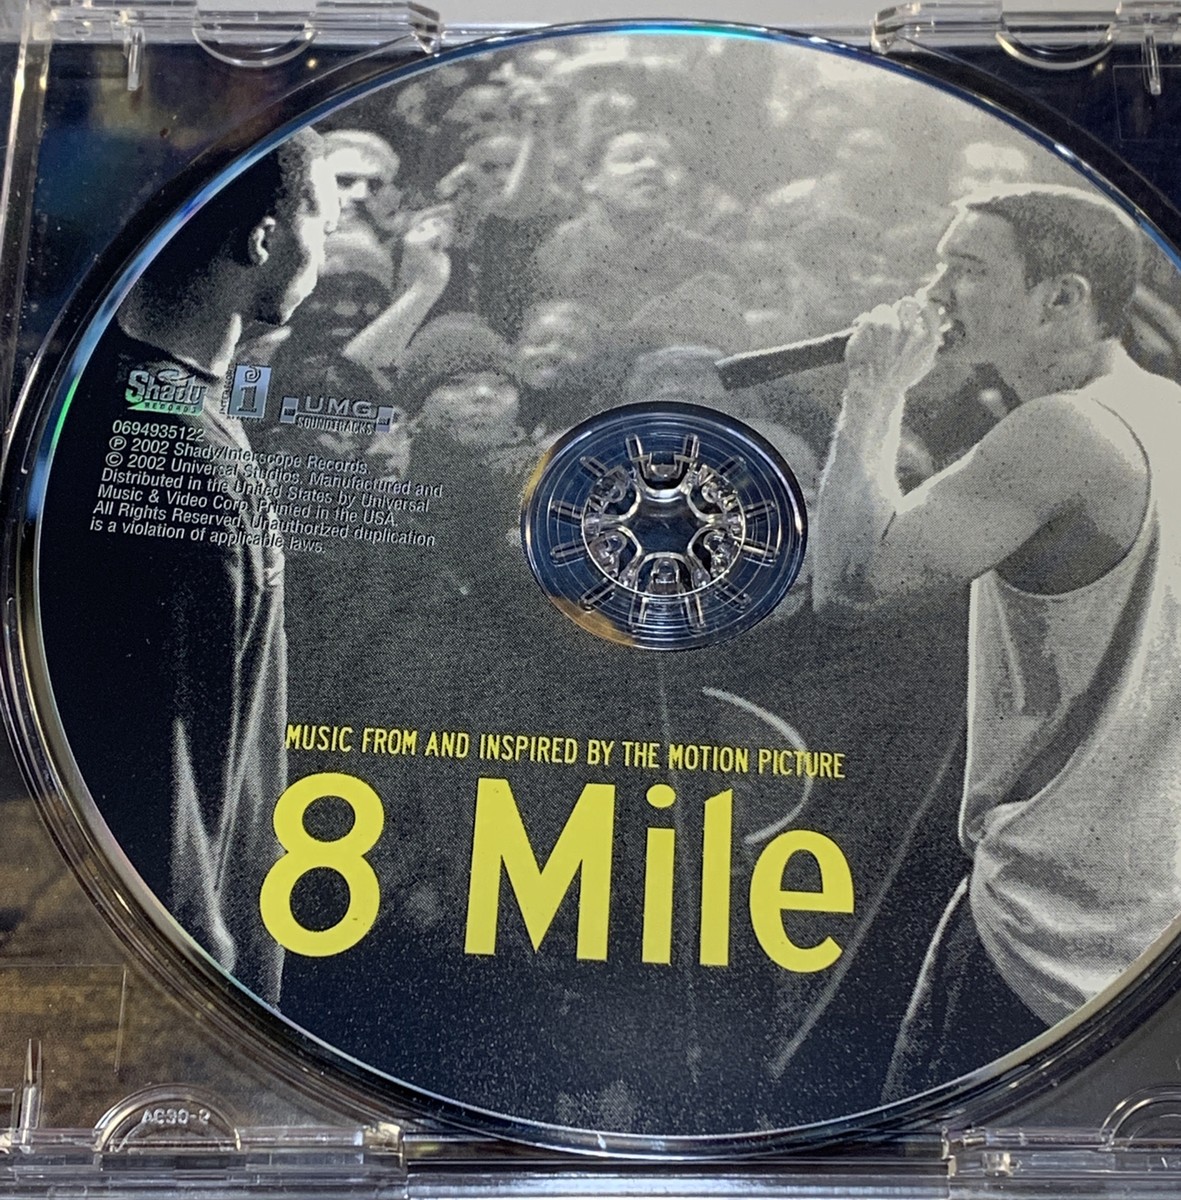 Shady
RECORDS
INTERSCOPE
i
UMG
SOUNDTRACKS
0694935122
℗ 2002 Shady/Interscope Records.
© 2002 Universal Studios. Manufactured and
Distributed in the United States by Universal
Music & Video Corp. Printed in the USA.
All Rights Reserved. Unauthorized duplication
is a violation of applicable laws.
MUSIC FROM AND INSPIRED BY THE MOTION PICTURE
8 Mile